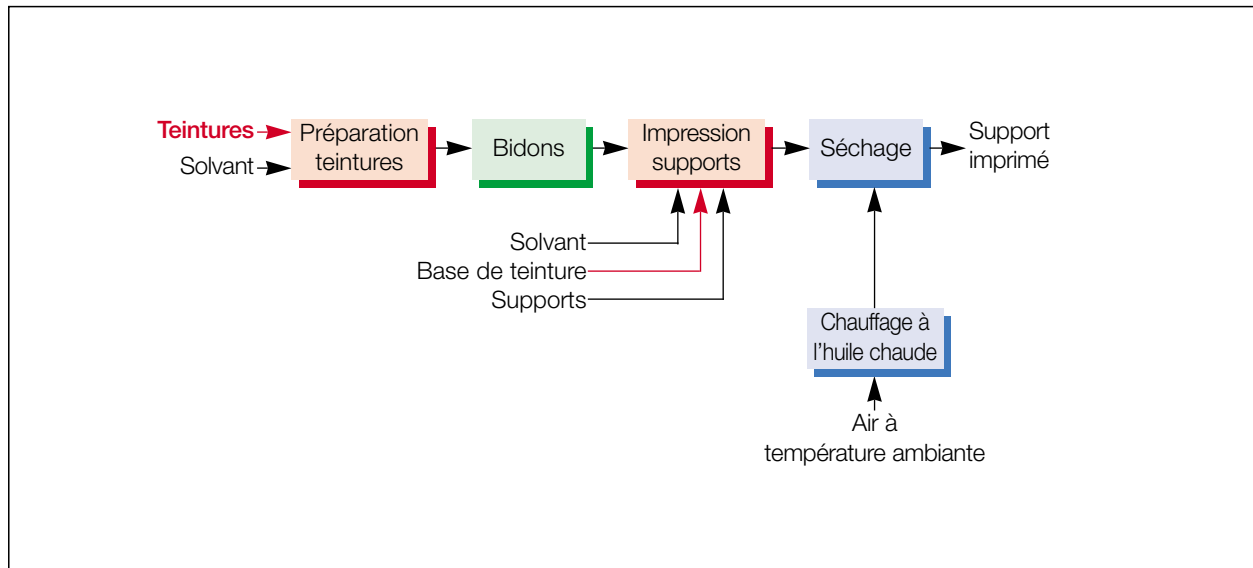 Teintures
Solvant
Préparation
teintures
Bidons
Impression
supports
Séchage
Support
imprimé
Solvant
Base de teinture
Supports
Chauffage à
l'huile chaude
Air à
température ambiante